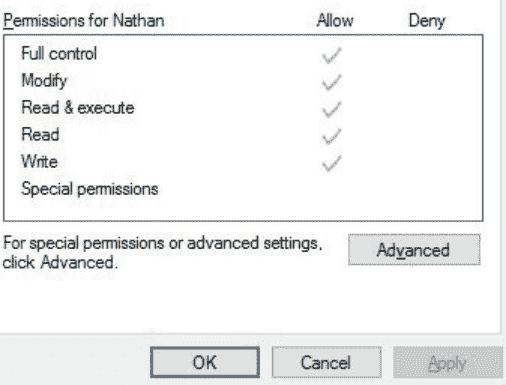 Permissions for Nathan Allow Deny
Full control
Modify
Read & execute
Read
Write
Special permissions
For special permissions or advanced settings,
click Advanced.
Advanced
OK Cancel Apply